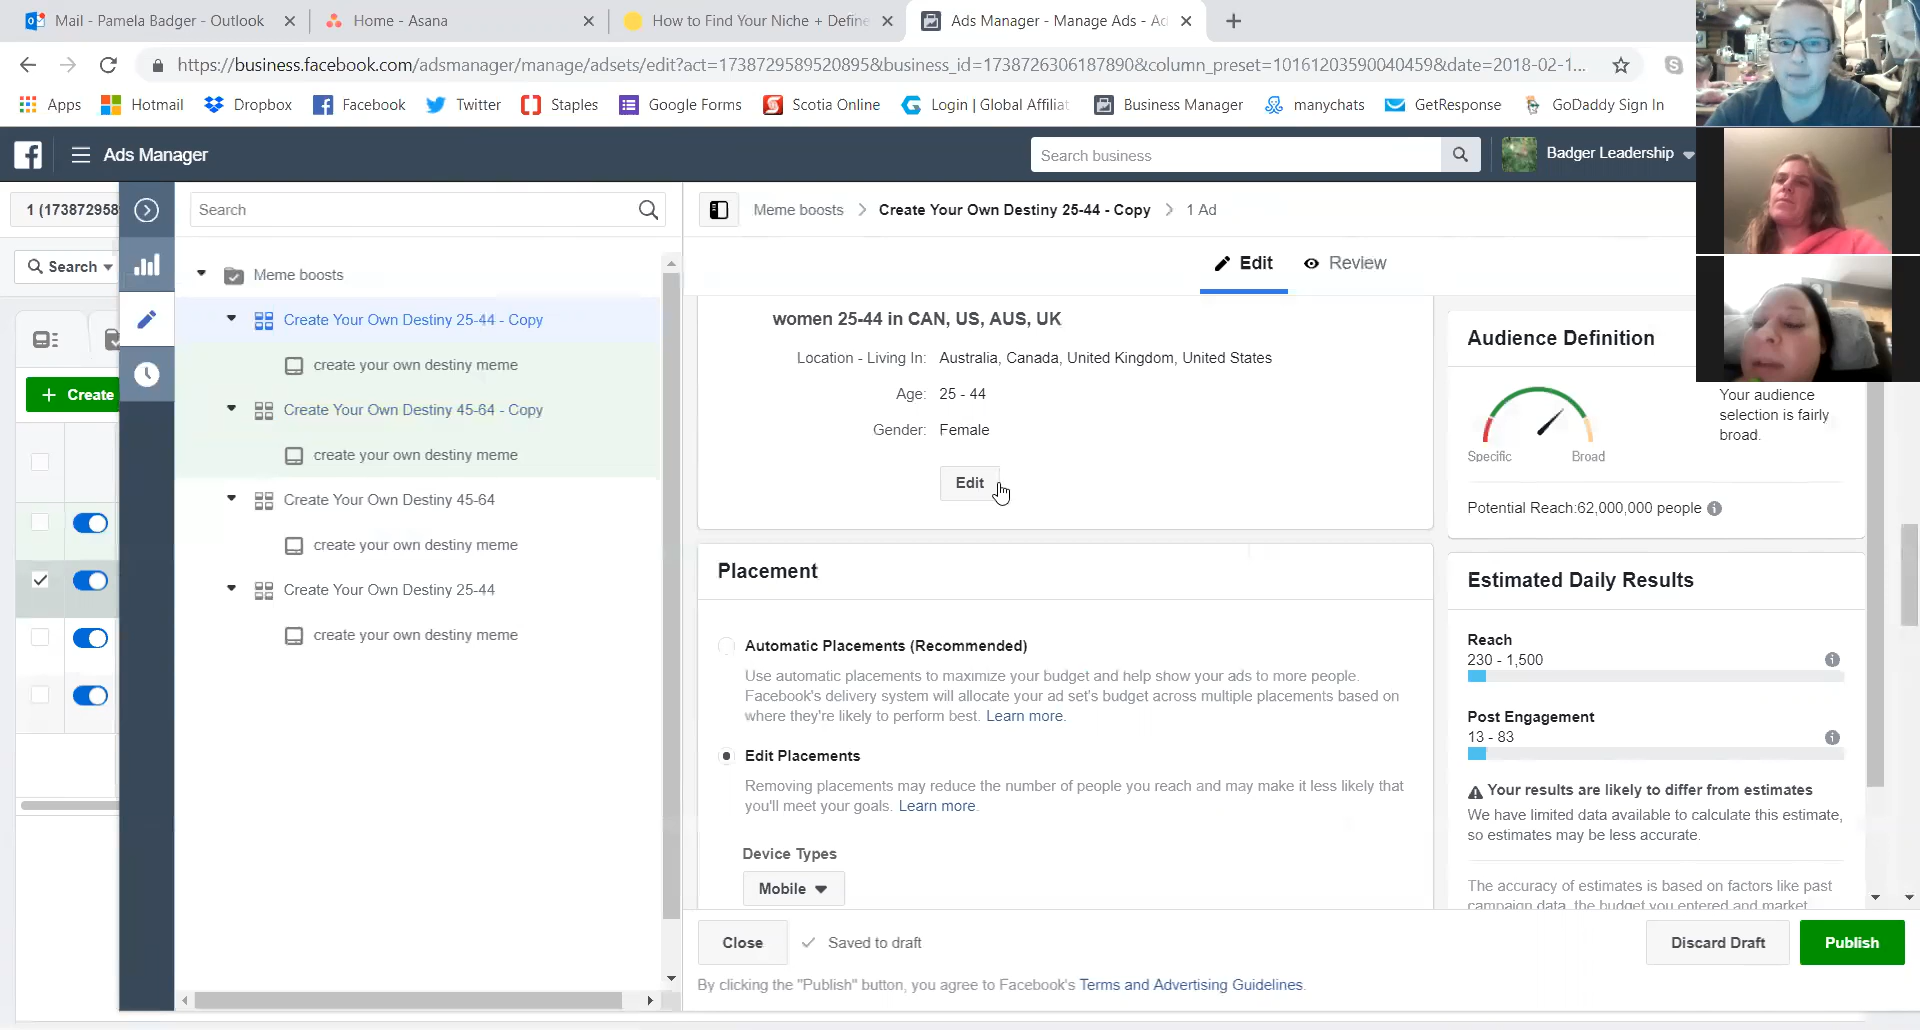 Mail - Pamela Badger - Outlook
Home - Asana
How to Find Your Niche + Define
Ads Manager - Manage Ads - Ad
https://business.facebook.com/adsmanager/manage/adsets/edit?act=1738729589520895&business_id=1738726306187890&column_preset=10161203590040459&date=2018-02-1...
Apps
Hotmail
Dropbox
Facebook
Twitter
Staples
Google Forms
Scotia Online
Login | Global Affiliat
Business Manager
manychats
GetResponse
GoDaddy Sign In
Ads Manager
Search business
Badger Leadership
1 (173872958
Search
Meme boosts
Create Your Own Destiny 25-44 - Copy
1 Ad
Search
Edit
Review
Create
Meme boosts
Create Your Own Destiny 25-44 - Copy
create your own destiny meme
Create Your Own Destiny 45-64 - Copy
create your own destiny meme
Create Your Own Destiny 45-64
create your own destiny meme
Create Your Own Destiny 25-44
create your own destiny meme
women 25-44 in CAN, US, AUS, UK
Location - Living In: Australia, Canada, United Kingdom, United States
Age: 25 - 44
Gender: Female
Edit
Placement
Automatic Placements (Recommended)
Use automatic placements to maximize your budget and help show your ads to more people.
Facebook's delivery system will allocate your ad set's budget across multiple placements based on
where they're likely to perform best. Learn more.
Edit Placements
Removing placements may reduce the number of people you reach and may make it less likely that
you'll meet your goals. Learn more.
Device Types
Mobile
Audience Definition
Your audience
selection is fairly
broad.
Specific
Broad
Potential Reach:62,000,000 people
Estimated Daily Results
Reach
230 - 1,500
Post Engagement
13 - 83
Your results are likely to differ from estimates
We have limited data available to calculate this estimate,
so estimates may be less accurate.
The accuracy of estimates is based on factors like past
campaign data, the budget you entered and market
Close
Saved to draft
Discard Draft
Publish
By clicking the "Publish" button, you agree to Facebook's Terms and Advertising Guidelines.